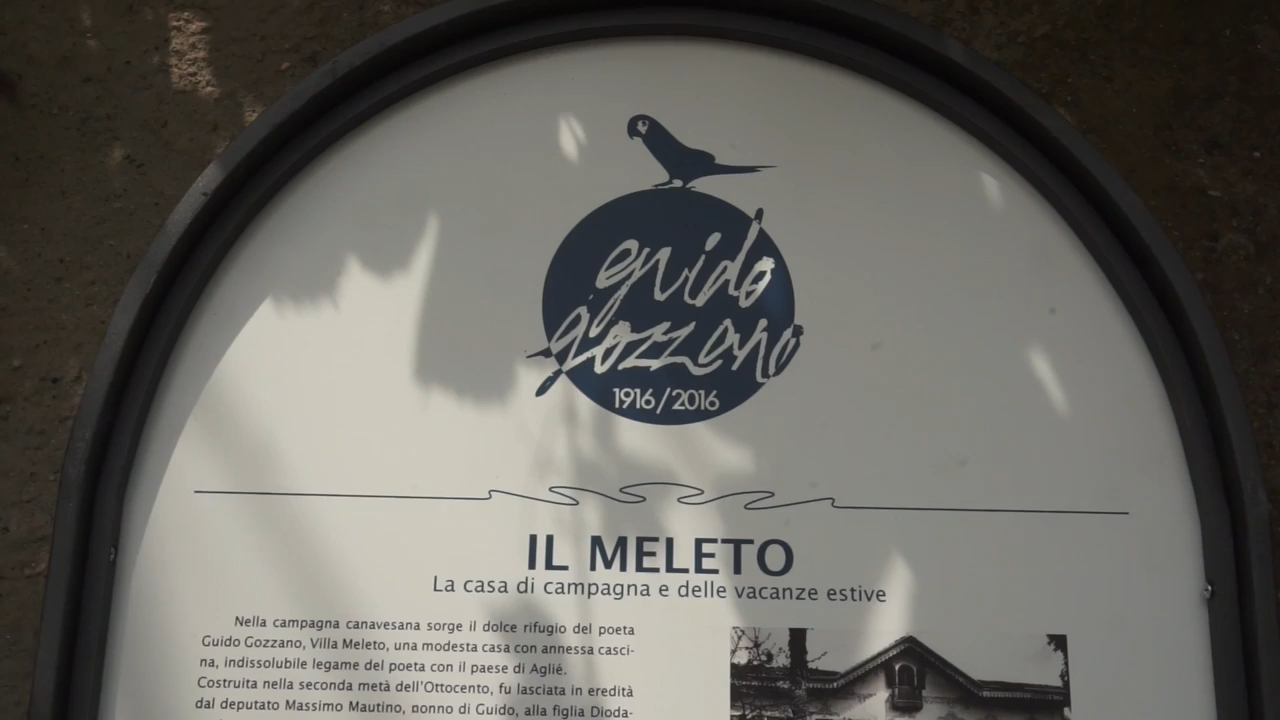 guido
gozzano
1916/2016
IL MELETO
La casa di campagna e delle vacanze estive
Nella campagna canavesana sorge il dolce rifugio del poeta
Guido Gozzano, Villa Meleto, una modesta casa con annessa casci-
na, indissolubile legame del poeta con il paese di Aglié.
Costruita nella seconda metà dell'Ottocento, fu lasciata in eredità
dal deputato Massimo Mautino, nonno di Guido, alla figlia Dioda-